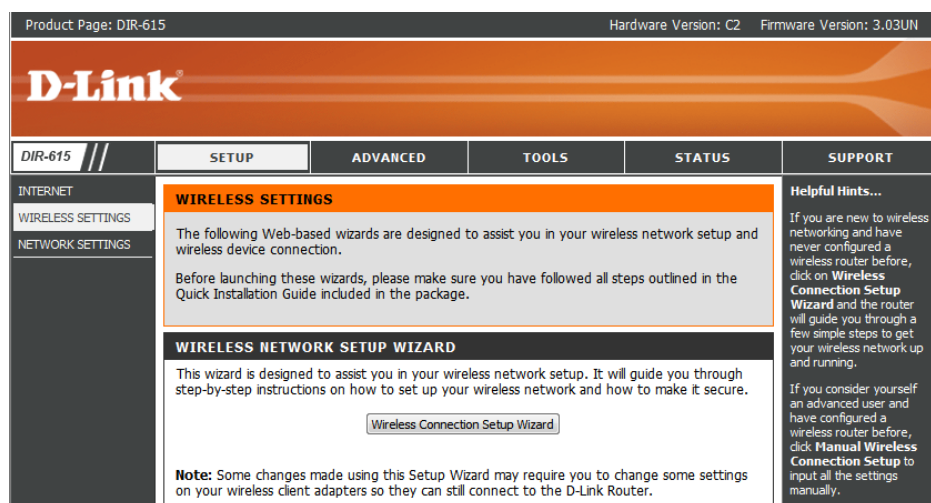 Product Page: DIR-615
Hardware Version: C2
Firmware Version: 3.03UN
D-Link®
DIR-615
SETUP
ADVANCED
TOOLS
STATUS
SUPPORT
INTERNET
WIRELESS SETTINGS
NETWORK SETTINGS
WIRELESS SETTINGS
The following Web-based wizards are designed to assist you in your wireless network setup and
wireless device connection.
Before launching these wizards, please make sure you have followed all steps outlined in the
Quick Installation Guide included in the package.
WIRELESS NETWORK SETUP WIZARD
This wizard is designed to assist you in your wireless network setup. It will guide you through
step-by-step instructions on how to set up your wireless network and how to make it secure.
Wireless Connection Setup Wizard
Note: Some changes made using this Setup Wizard may require you to change some settings
on your wireless client adapters so they can still connect to the D-Link Router.
Helpful Hints...
If you are new to wireless
networking and have
never configured a
wireless router before,
click on Wireless
Connection Setup
Wizard and the router
will guide you through a
few simple steps to get
your wireless network up
and running.
If you consider yourself
an advanced user and
have configured a
wireless router before,
click Manual Wireless
Connection Setup to
input all the settings
manually.